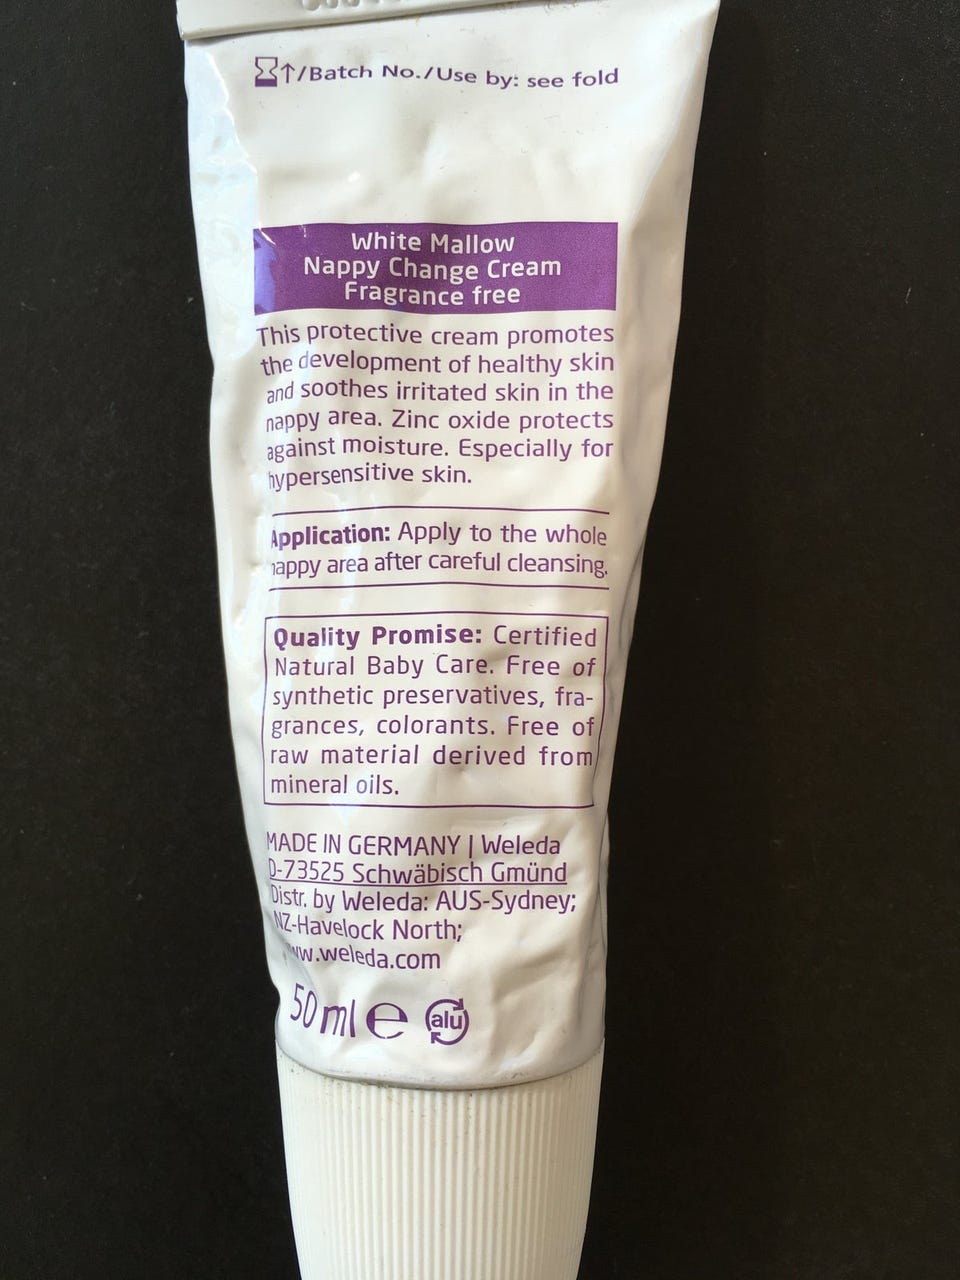 /Batch No./Use by: see fold
White Mallow
Nappy Change Cream
Fragrance free
This protective cream promotes
the development of healthy skin
and soothes irritated skin in the
nappy area. Zinc oxide protects
against moisture. Especially for
hypersensitive skin.
Application: Apply to the whole
nappy area after careful cleansing.
Quality Promise: Certified
Natural Baby Care. Free of
synthetic preservatives, fra-
grances, colorants. Free of
raw material derived from
mineral oils.
MADE IN GERMANY | Weleda
D-73525 Schwäbisch Gmünd
Distr. by Weleda: AUS-Sydney;
NZ-Havelock North;
www.weleda.com
50 ml e alu